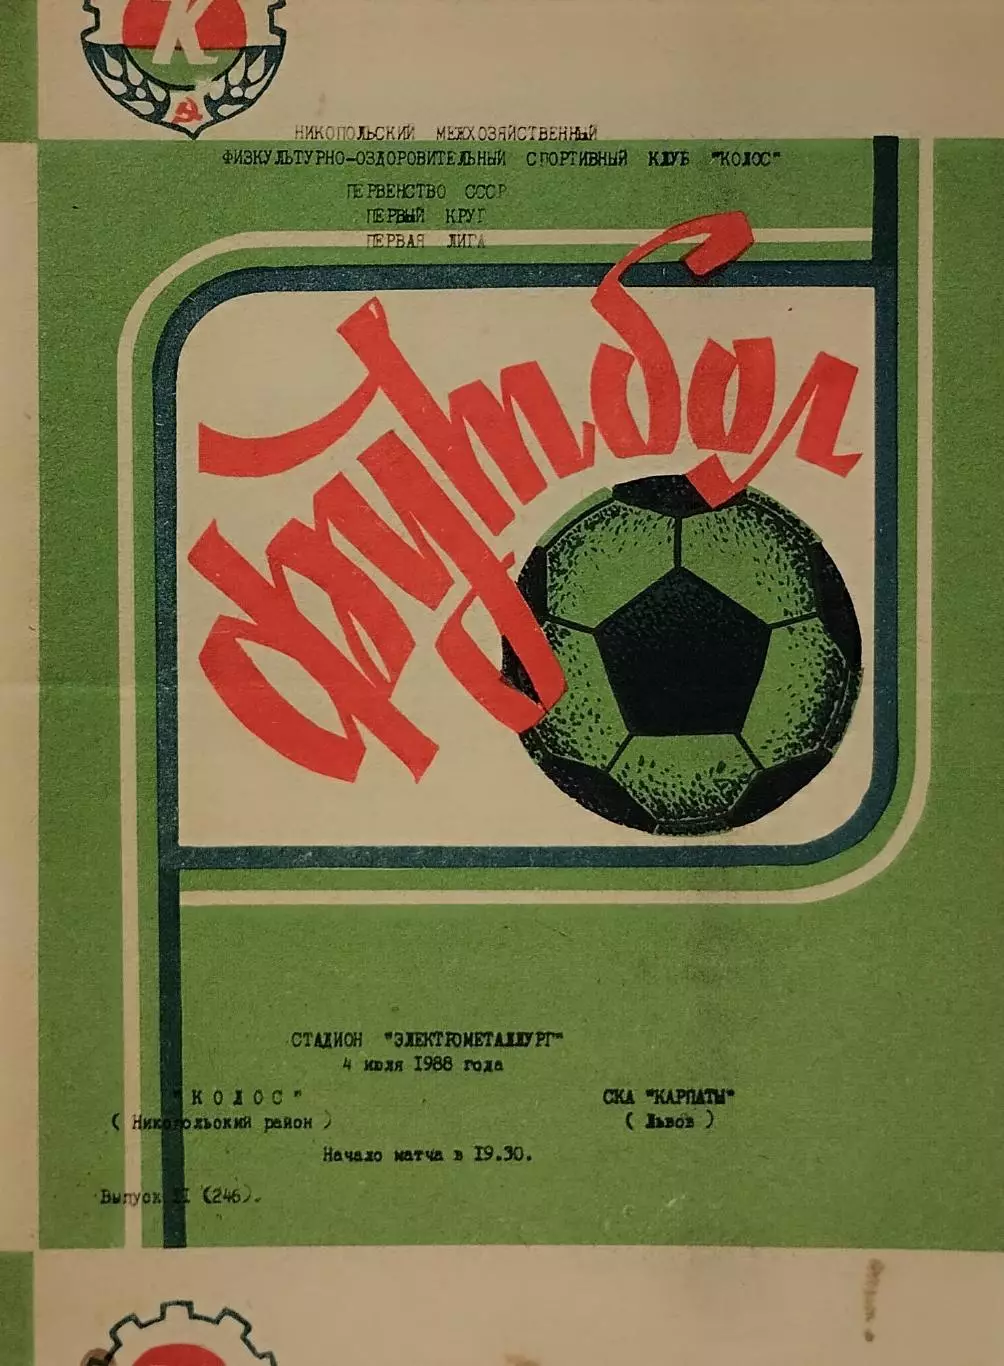 К
НИКОПОЛЬСКИЙ МЕЖХОЗЯЙСТВЕННЫЙ
ФИЗКУЛЬТУРНО-ОЗДОРОВИТЕЛЬНЫЙ СПОРТИВНЫЙ КЛУБ "КОЛОС"
ПЕРВЕНСТВО СССР
ПЕРВЫЙ КРУГ
ПЕРВАЯ ЛИГА
футбол
СТАДИОН "ЭЛЕКТРОМЕТАЛЛУРГ"
4 июля 1988 года
"КОЛОС" СКА "КАРПАТЫ"
( Никопольский район ) ( Львов )
Начало матча в 19.30.
Выпуск II (246).